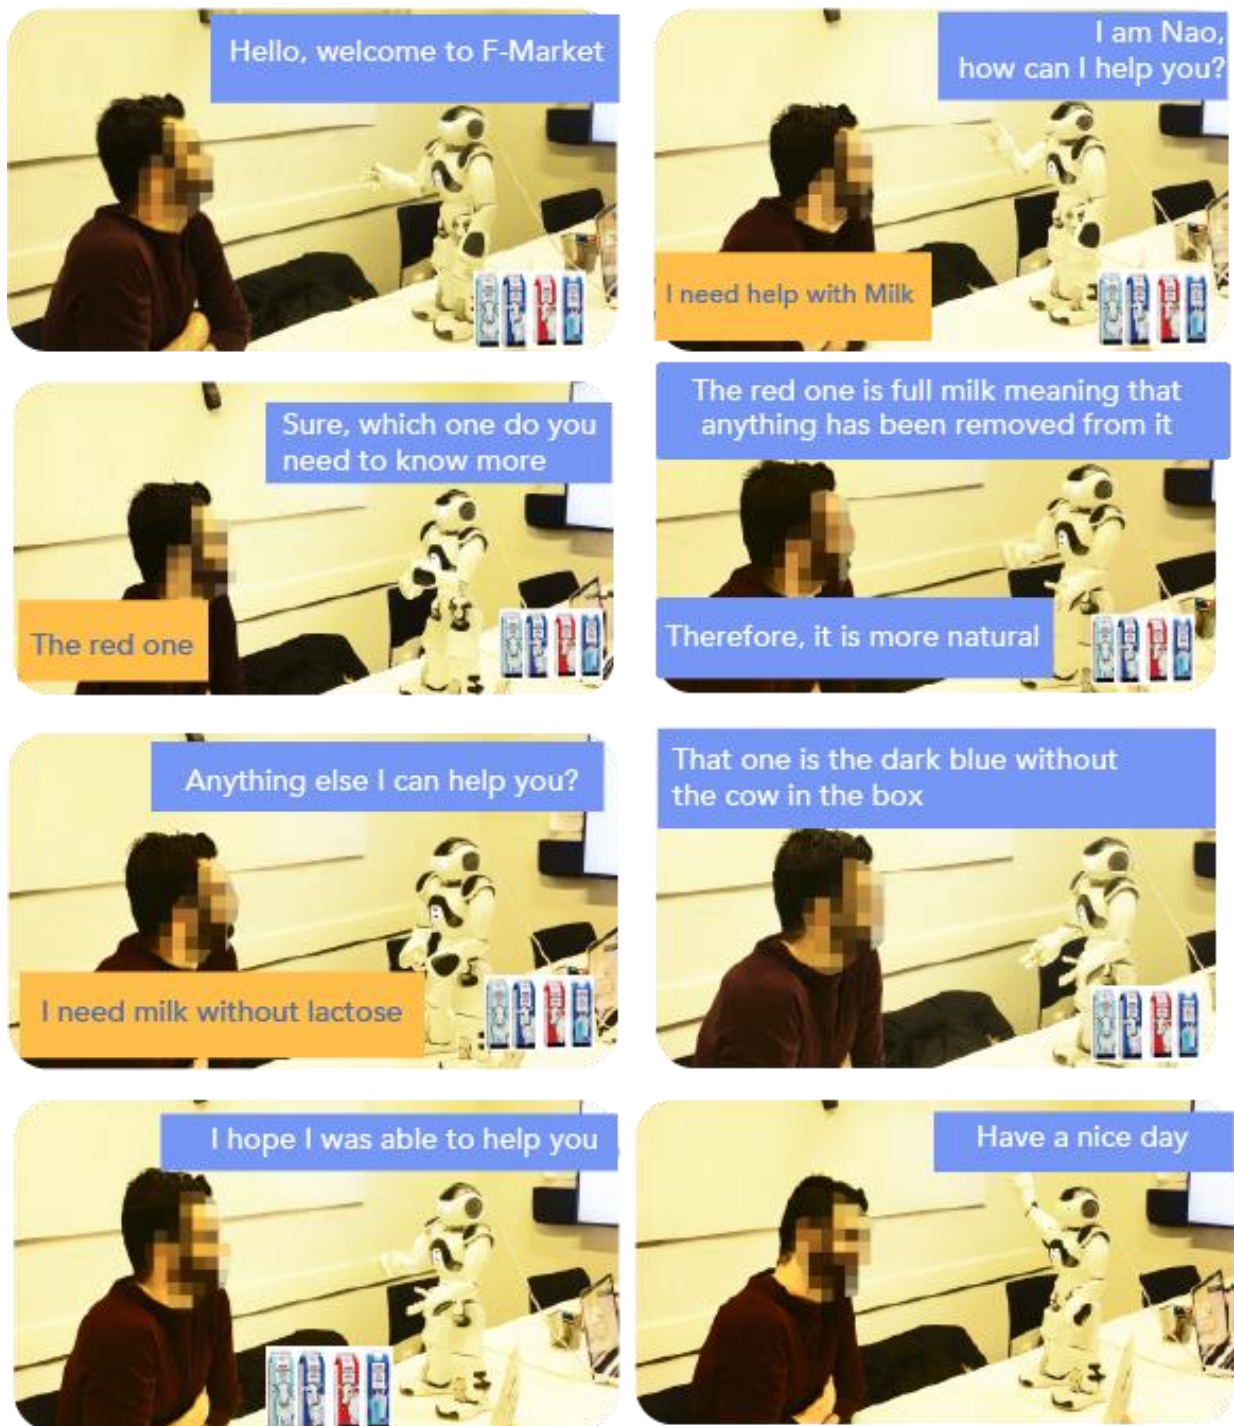 Hello, welcome to F-Market
I am Nao,
how can I help you?
I need help with Milk
Sure, which one do you
need to know more
The red one
The red one is full milk meaning that
anything has been removed from it
Therefore, it is more natural
Anything else I can help you?
I need milk without lactose
That one is the dark blue without
the cow in the box
I hope I was able to help you
Have a nice day